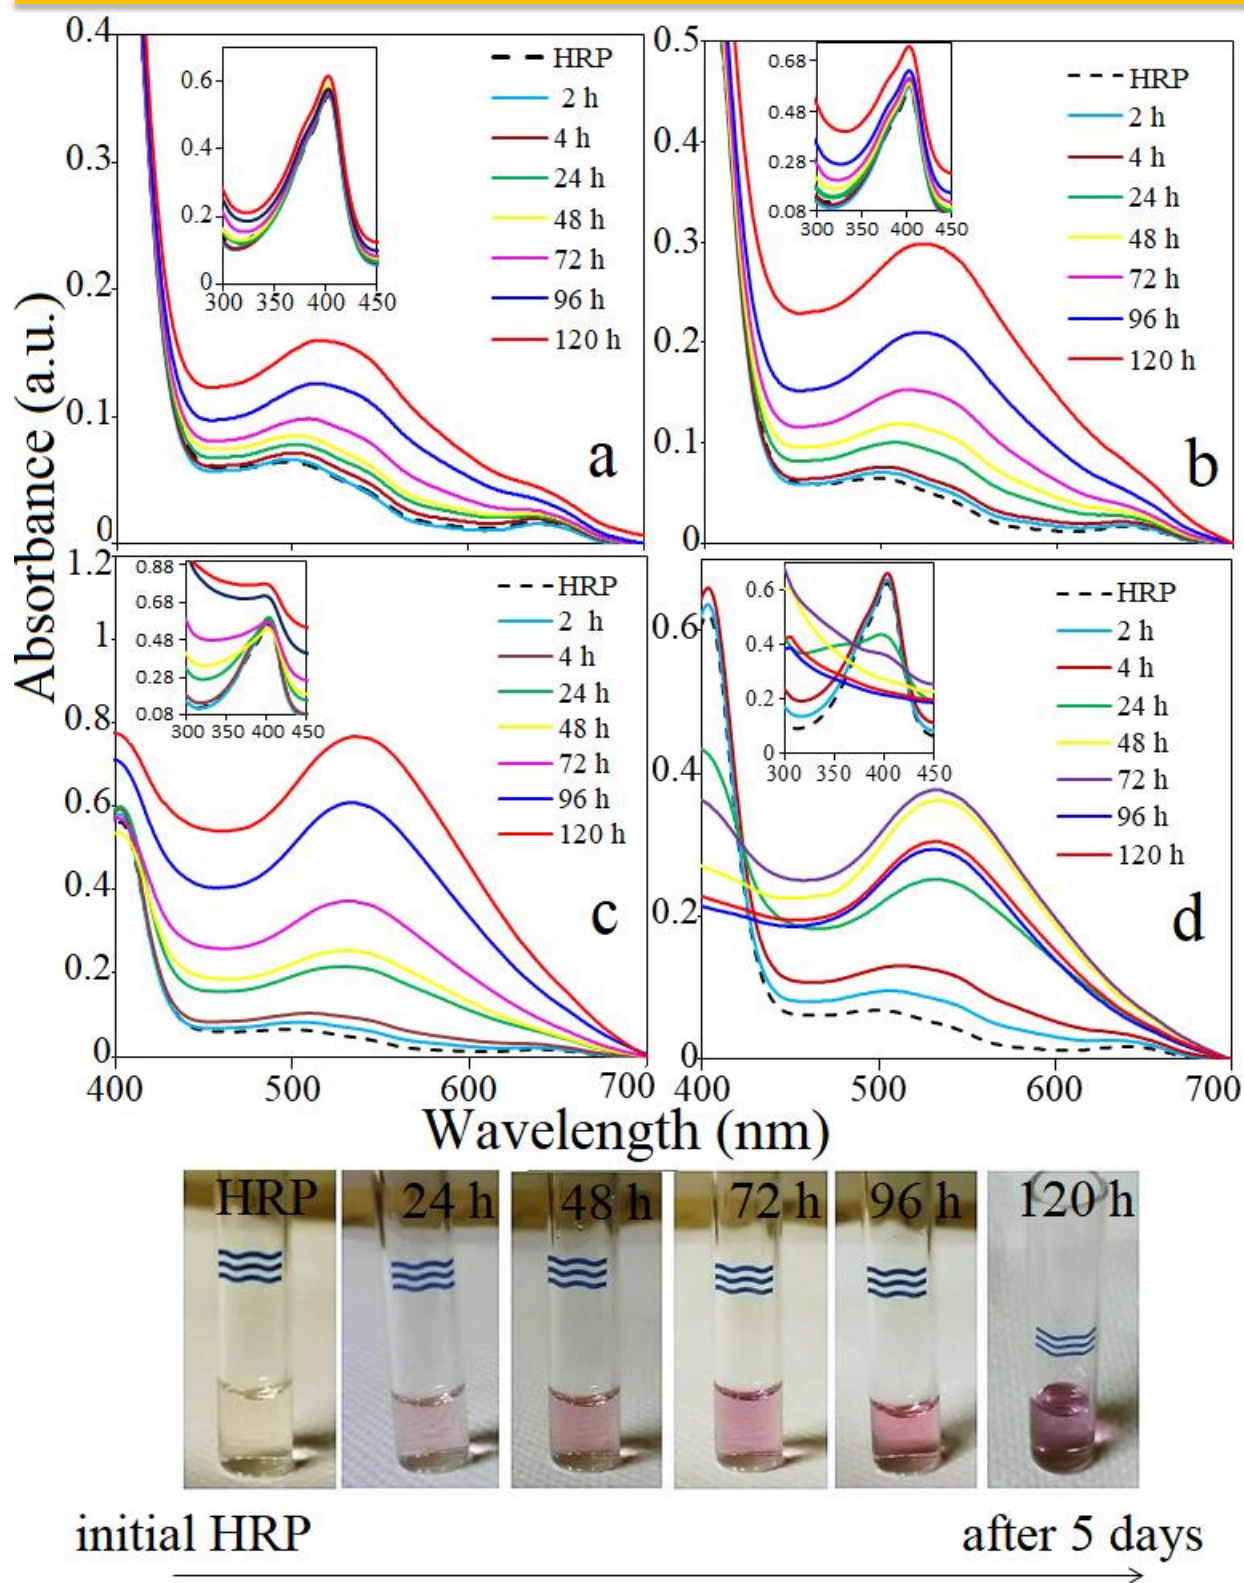 Absorbance (a.u.)
0.4
0.3
0.2
0.1
0
0.6
0.4
0.2
0
300 350 400 450
HRP
2 h
4 h
24 h
48 h
72 h
96 h
120 h
a
0.5
0.4
0.3
0.2
0.1
0
0.68
0.48
0.28
0.08
300 350 400 450
HRP
2 h
4 h
24 h
48 h
72 h
96 h
120 h
b
1.2
1
0.8
0.6
0.4
0.2
0
0.88
0.68
0.48
0.28
0.08
300 350 400 450
HRP
2 h
4 h
24 h
48 h
72 h
96 h
120 h
c
400 500 600 700
0.6
0.4
0.2
0
0.6
0.4
0.2
0
300 350 400 450
HRP
2 h
4 h
24 h
48 h
72 h
96 h
120 h
d
400 500 600 700
Wavelength (nm)
HRP 24 h 48 h 72 h 96 h 120 h
initial HRP after 5 days